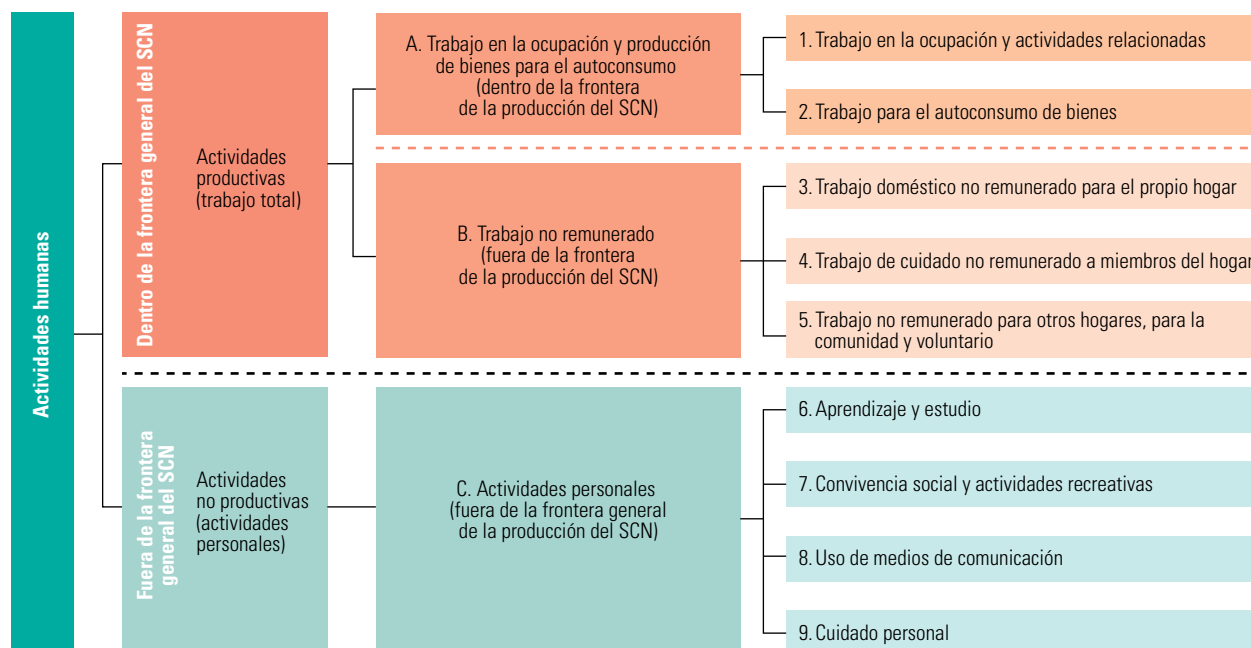 Actividades humanas
Dentro de la frontera general del SCN
Actividades
productivas
(trabajo total)
A. Trabajo en la ocupación y producción
de bienes para el autoconsumo
(dentro de la frontera
de la producción del SCN)
1. Trabajo en la ocupación y actividades relacionadas
2. Trabajo para el autoconsumo de bienes
B. Trabajo no remunerado
(fuera de la frontera
de la producción del SCN)
3. Trabajo doméstico no remunerado para el propio hogar
4. Trabajo de cuidado no remunerado a miembros del hogar
5. Trabajo no remunerado para otros hogares, para la
comunidad y voluntario
Fuera de la frontera
general del SCN
Actividades
no productivas
(actividades
personales)
C. Actividades personales
(fuera de la frontera general
de la producción del SCN)
6. Aprendizaje y estudio
7. Convivencia social y actividades recreativas
8. Uso de medios de comunicación
9. Cuidado personal